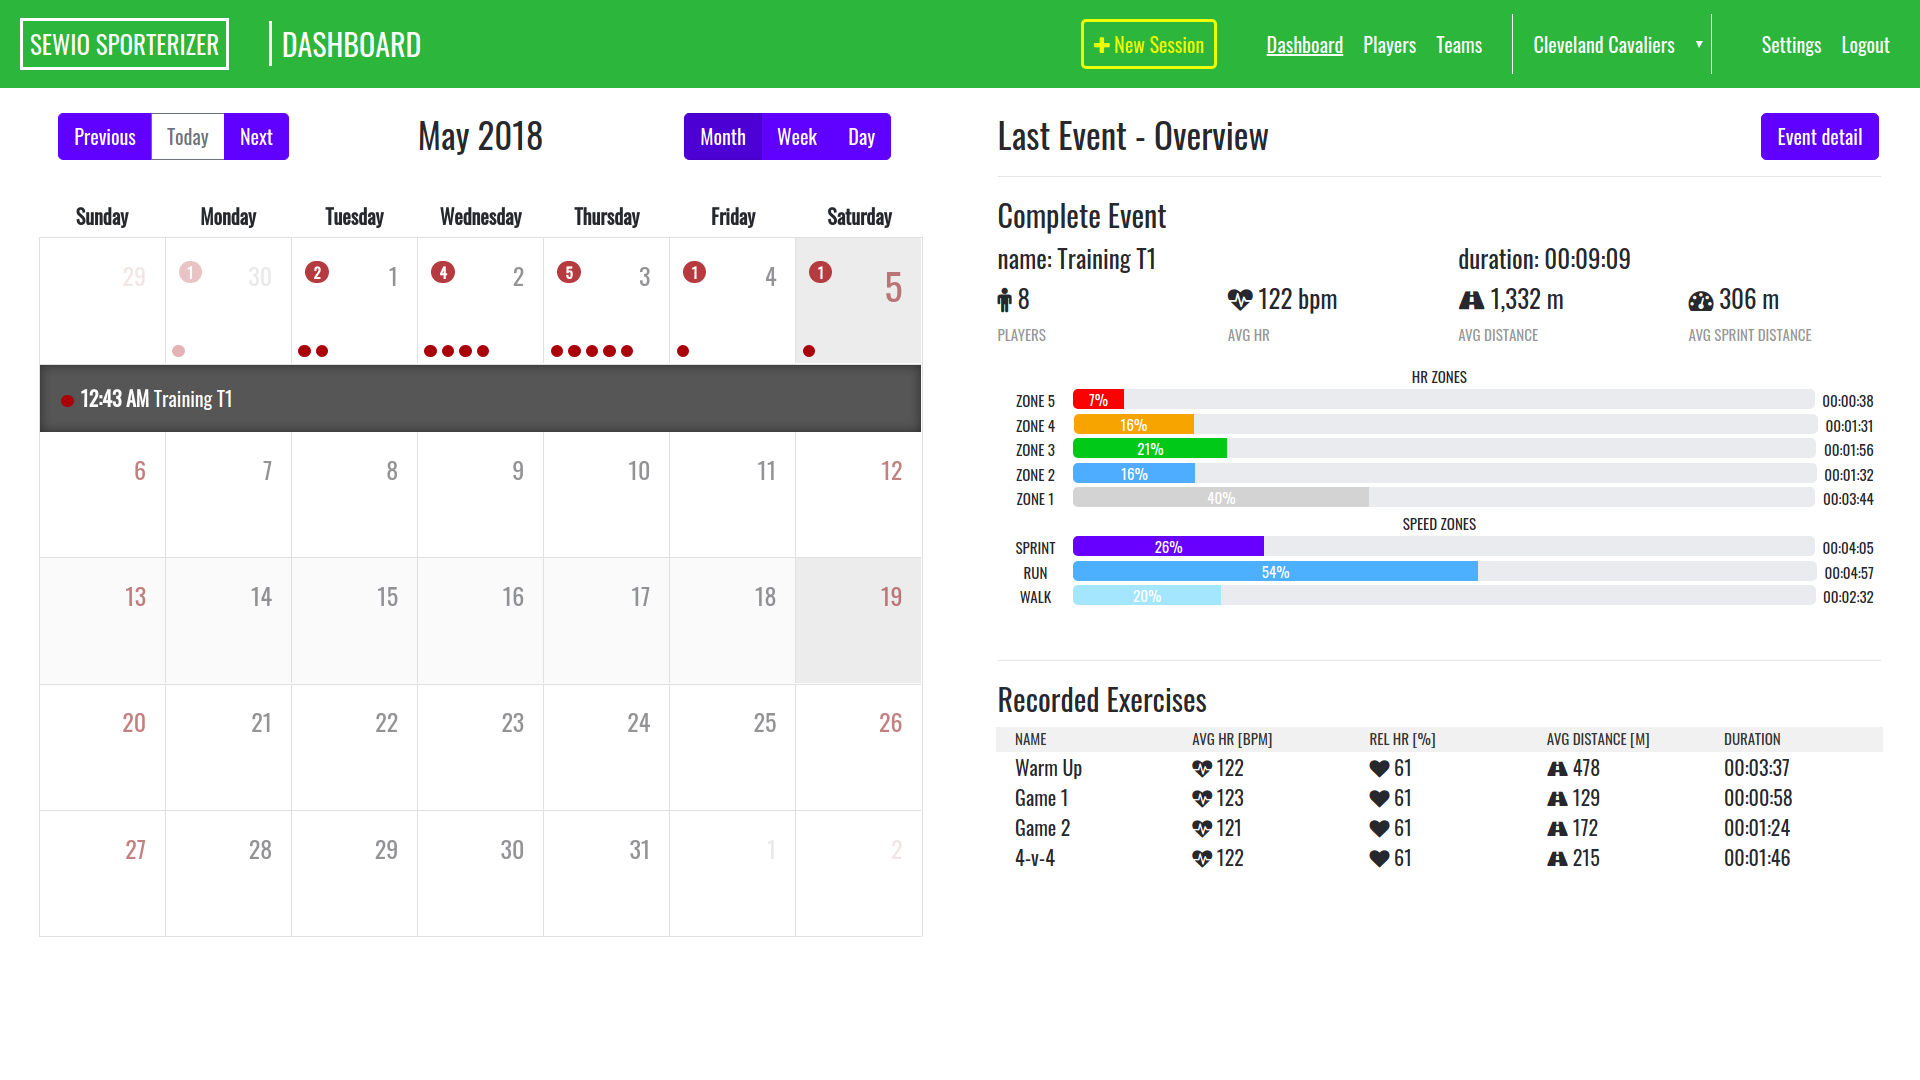 SEWIO SPORTERIZER
DASHBOARD
New Session
Dashboard Players Teams
Cleveland Cavaliers
Settings Logout
Previous Today Next
May 2018
Month Week Day
Sunday Monday Tuesday Wednesday Thursday Friday Saturday
29 1 30 2 1 4 2 5 3 1 4 1 5
12:43 AM Training T1
6 7 8 9 10 11 12
13 14 15 16 17 18 19
20 21 22 23 24 25 26
27 28 29 30 31 1 2
Last Event - Overview
Event detail
Complete Event
name: Training T1 duration: 00:09:09
8 122 bpm 1,332 m 306 m
PLAYERS AVG HR AVG DISTANCE AVG SPRINT DISTANCE
HR ZONES
ZONE 5 7% 00:00:38
ZONE 4 16% 00:01:31
ZONE 3 21% 00:01:56
ZONE 2 16% 00:01:32
ZONE 1 40% 00:03:44
SPEED ZONES
SPRINT 26% 00:04:05
RUN 54% 00:04:57
WALK 20% 00:02:32
Recorded Exercises
NAME AVG HR [BPM] REL HR [%] AVG DISTANCE [M] DURATION
Warm Up 122 61 478 00:03:37
Game 1 123 61 129 00:00:58
Game 2 121 61 172 00:01:24
4-v-4 122 61 215 00:01:46